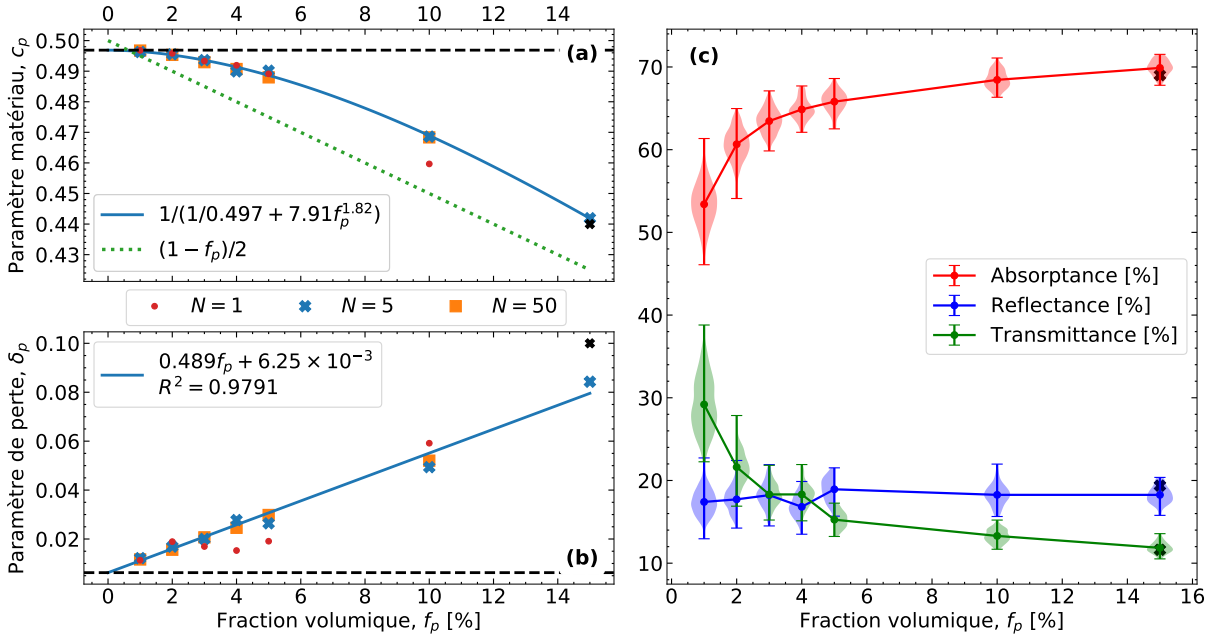 0 2 4 6 8 10 12 14
0.50
0.49
0.48
0.47
0.46
0.45
0.44
0.43
Paramètre matériau, c_p
(a)
1/(1/0.497 + 7.91f_p^1.82)
(1 − f_p)/2
N = 1 N = 5 N = 50
0.10
0.08
0.06
0.04
0.02
Paramètre de perte, δ_p
0.489f_p + 6.25 × 10^−3
R^2 = 0.9791
(b)
0 2 4 6 8 10 12 14
Fraction volumique, f_p [%]
(c)
70
60
50
40
30
20
10
Absorptance [%]
Reflectance [%]
Transmittance [%]
0 2 4 6 8 10 12 14 16
Fraction volumique, f_p [%]